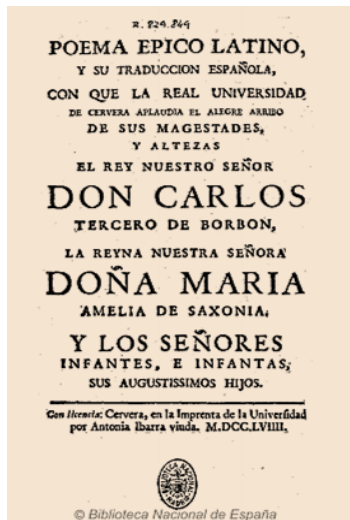 R. 824.849
POEMA EPICO LATINO,
Y SU TRADUCCION ESPAÑOLA,
CON QUE LA REAL UNIVERSIDAD
DE CERVERA APLAUDIA EL ALEGRE ARRIBO
DE SUS MAGESTADES,
Y ALTEZAS
EL REY NUESTRO SEÑOR
DON CARLOS
TERCERO DE BORBON,
LA REYNA NUESTRA SEÑORA
DOÑA MARIA
AMELIA DE SAXONIA,
Y LOS SEÑORES
INFANTES, E INFANTAS,
SUS AUGUSTISSIMOS HIJOS.
Con licencia: Cervera, en la Imprenta de la Universidad
por Antonia Ibarra viuda. M.DCC.LVIIII.
© Biblioteca Nacional de España